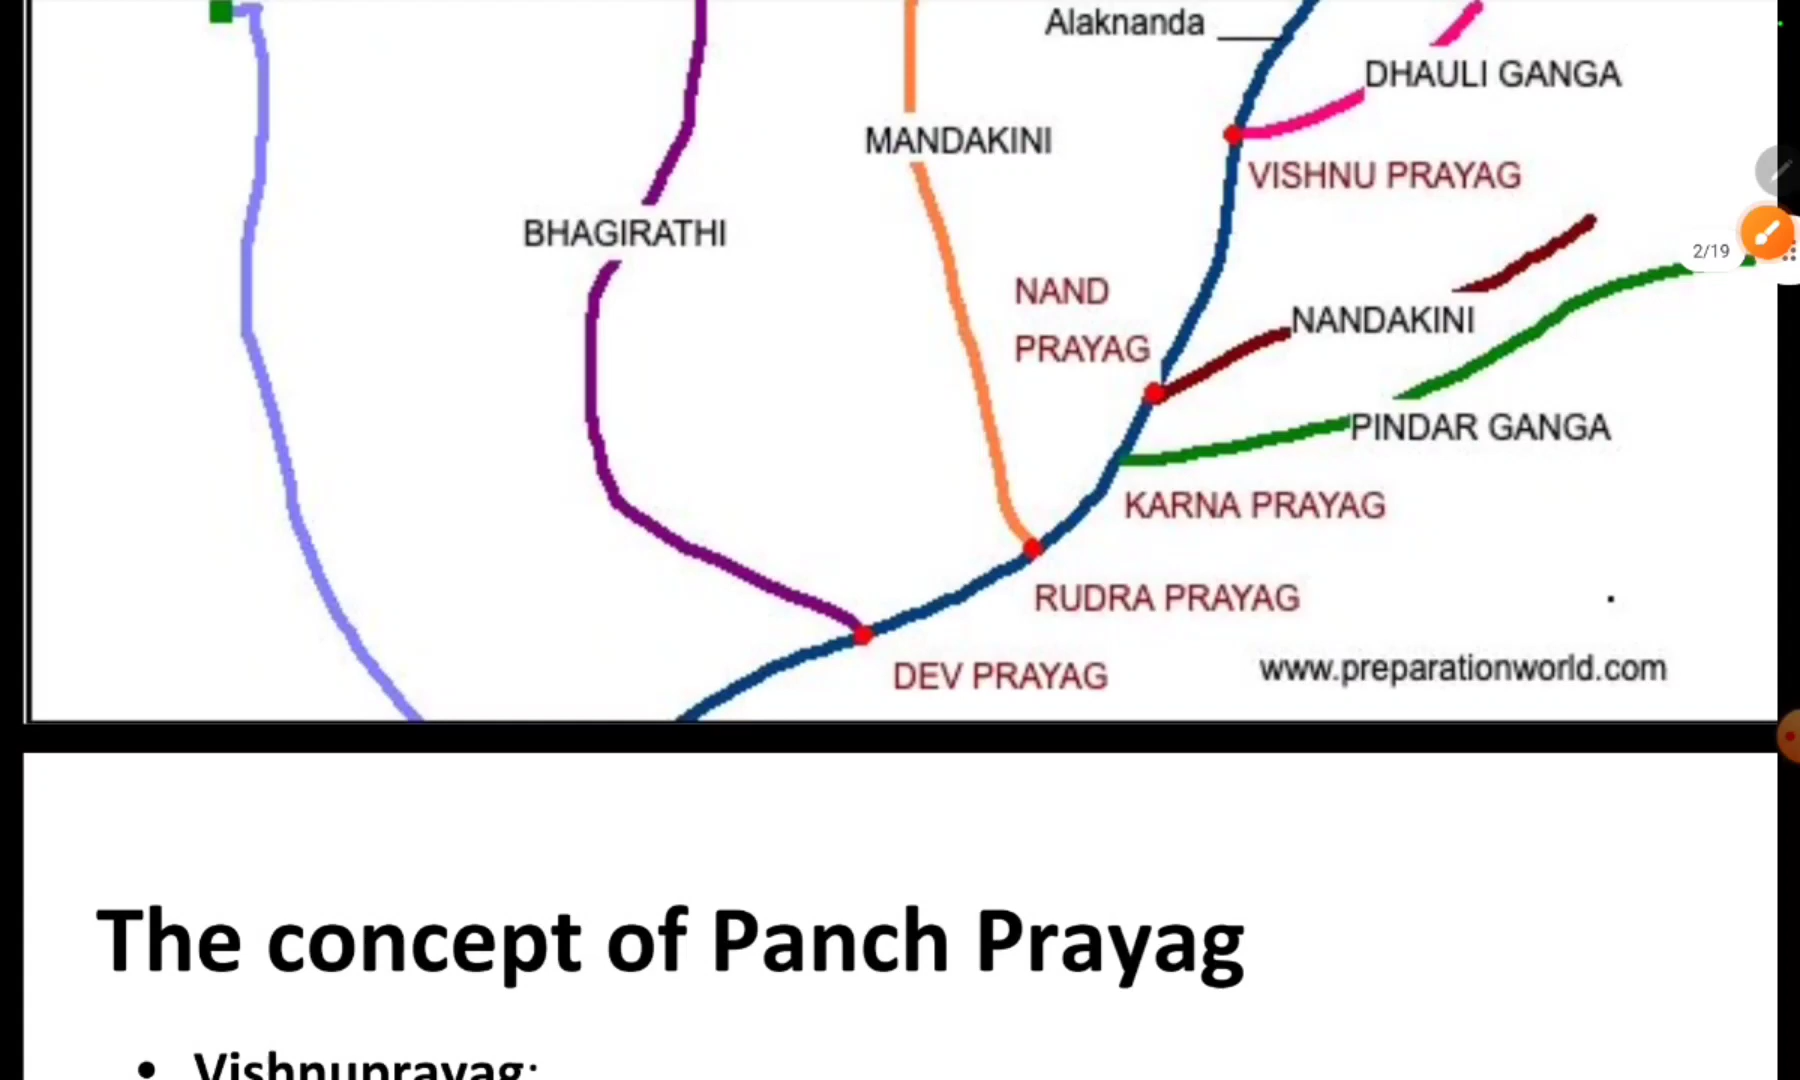 Alaknanda
DHAULI GANGA
MANDAKINI
VISHNU PRAYAG
BHAGIRATHI
2/19
NAND
PRAYAG
NANDAKINI
PINDAR GANGA
KARNA PRAYAG
RUDRA PRAYAG
DEV PRAYAG
www.preparationworld.com
The concept of Panch Prayag
• Vishnuprayag: